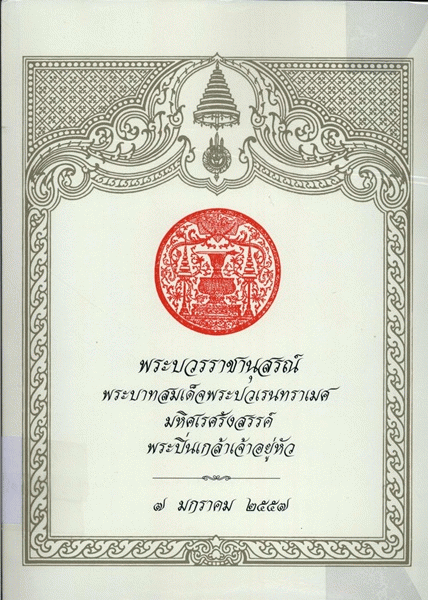 พระบวรราชานุสรณ์
พระบาทสมเด็จพระปวเรนทราเมศ
มหิศเรศรังสรรค์
พระปิ่นเกล้าเจ้าอยู่หัว
๗ มกราคม ๒๕๕๗